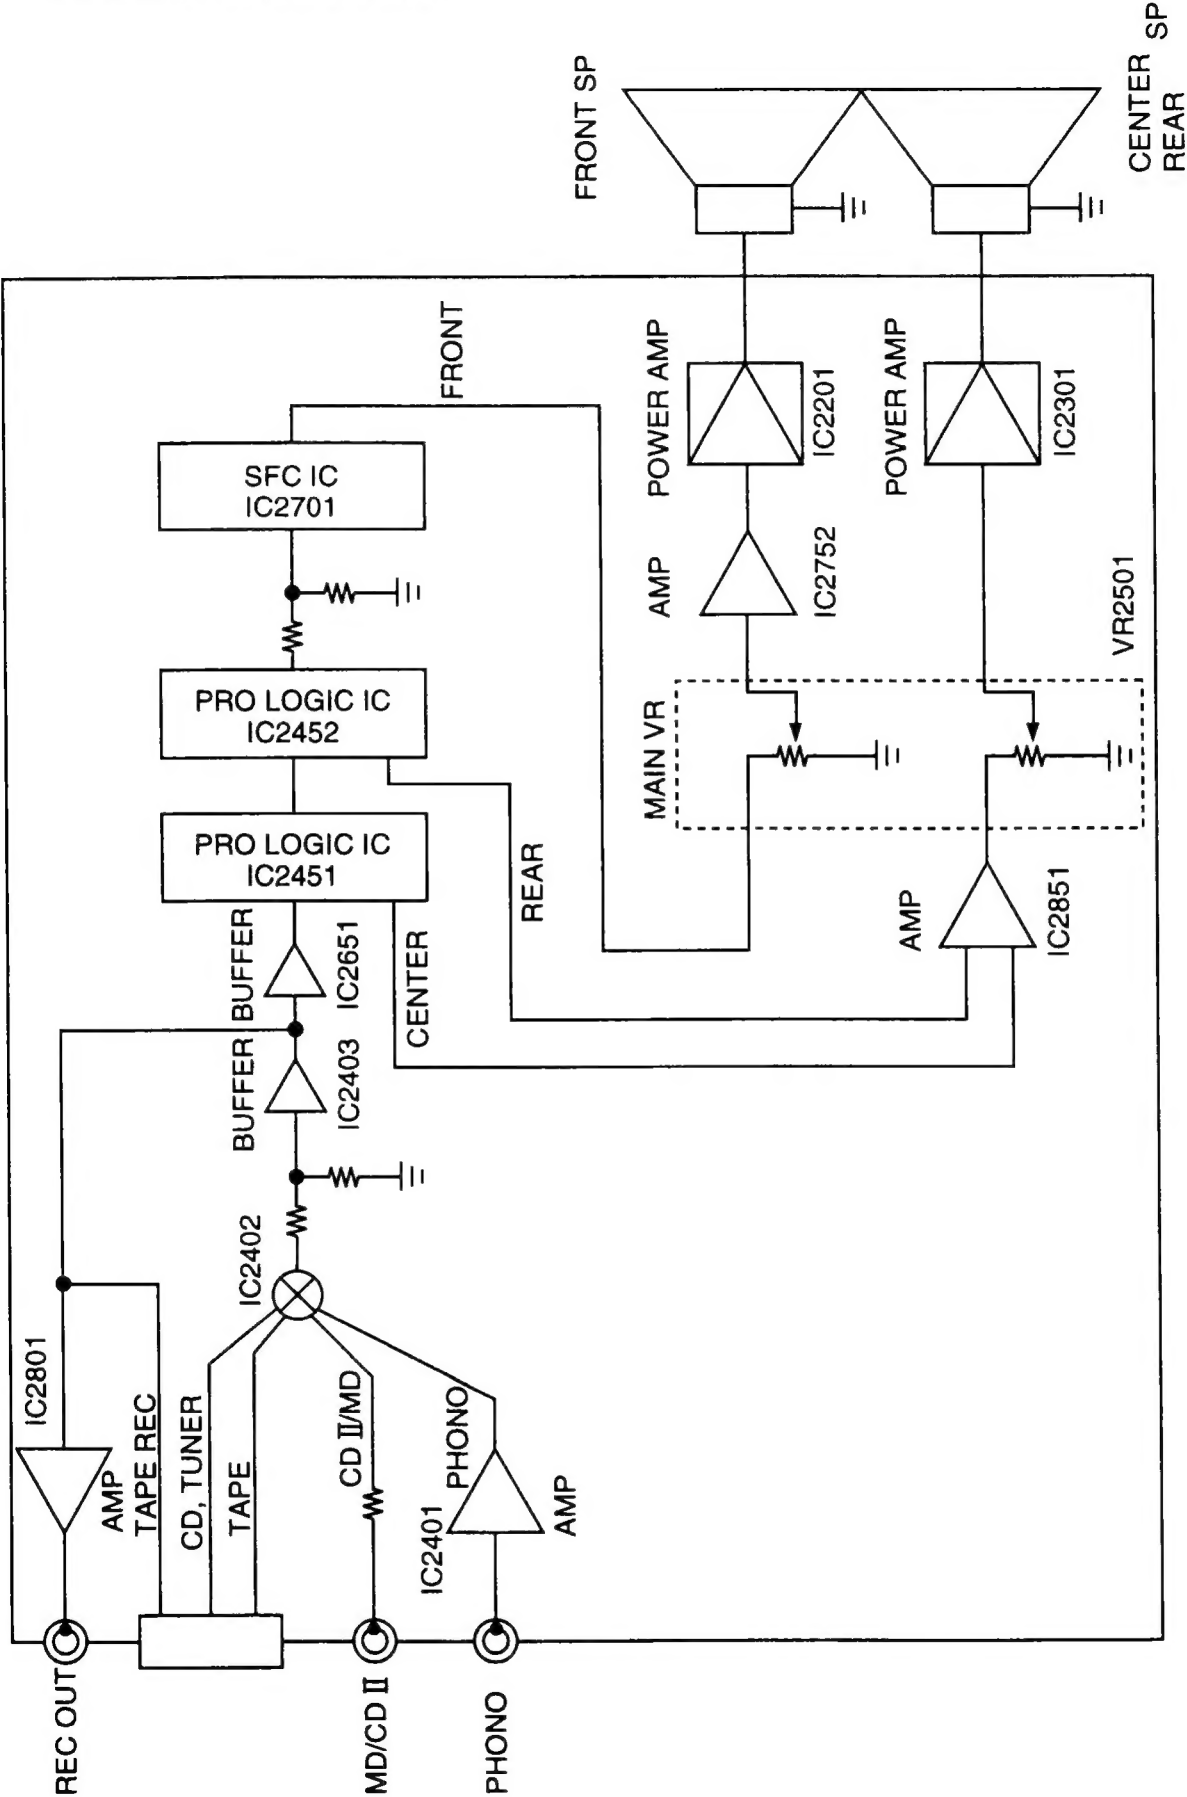 REC OUT
MD/CD II
PHONO
IC2801
AMP
TAPE REC
CD, TUNER
TAPE
CD II/MD
PHONO
IC2401
AMP
IC2402
BUFFER
IC2403
BUFFER
IC2651
CENTER
PRO LOGIC IC
IC2451
REAR
PRO LOGIC IC
IC2452
SFC IC
IC2701
FRONT
AMP
IC2851
MAIN VR
VR2501
AMP
IC2752
POWER AMP
IC2201
POWER AMP
IC2301
FRONT SP
CENTER SP
REAR